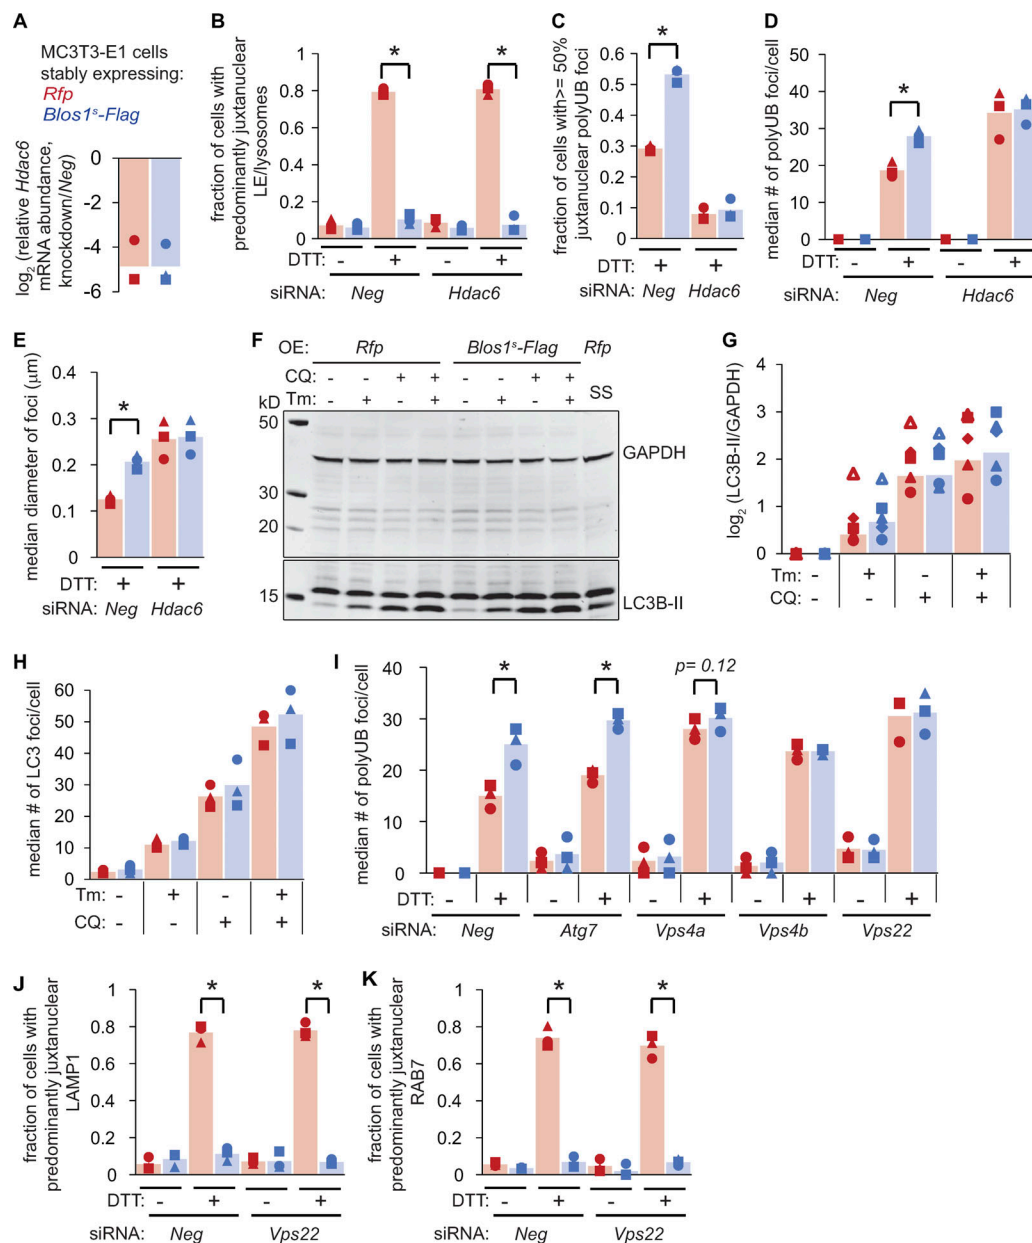 A
MC3T3-E1 cells
stably expressing:
Rfp
Blos1ˢ-Flag
log₂ (relative Hdac6
mRNA abundance,
knockdown/Neg)
0
-2
-4
-6
B
fraction of cells with
predominantly juxtanuclear
LE/lysosomes
1
0.8
0.6
0.4
0.2
0
* *
DTT: - + - +
siRNA: Neg Hdac6
C
fraction of cells with>= 50%
juxtanuclear polyUB foci
0.6
0.5
0.4
0.3
0.2
0.1
0
*
DTT: + +
siRNA: Neg Hdac6
D
median # of polyUB foci/cell
50
40
30
20
10
0
*
DTT: - + - +
siRNA: Neg Hdac6
E
median diameter of foci (μm)
0.4
0.3
0.2
0.1
0
*
DTT: + +
siRNA: Neg Hdac6
F
OE: Rfp Blos1ˢ-Flag Rfp
CQ: - - + + - - + +
Tm: - + - + - + - + SS
kD
50
30
20
15
GAPDH
LC3B-II
G
log₂ (LC3B-II/GAPDH)
4
3
2
1
0
Tm: - + - +
CQ: - - + +
H
median # of LC3 foci/cell
60
50
40
30
20
10
0
Tm: - + - +
CQ: - - + +
I
median # of polyUB foci/cell
40
30
20
10
0
* * p= 0.12
DTT: - + - + - + - + - +
siRNA: Neg Atg7 Vps4a Vps4b Vps22
J
fraction of cells with
predominantly juxtanuclear
LAMP1
1
0.8
0.6
0.4
0.2
0
* *
DTT: - + - +
siRNA: Neg Vps22
K
fraction of cells with
predominantly juxtanuclear
RAB7
1
0.8
0.6
0.4
0.2
0
* *
DTT: - + - +
siRNA: Neg Vps22